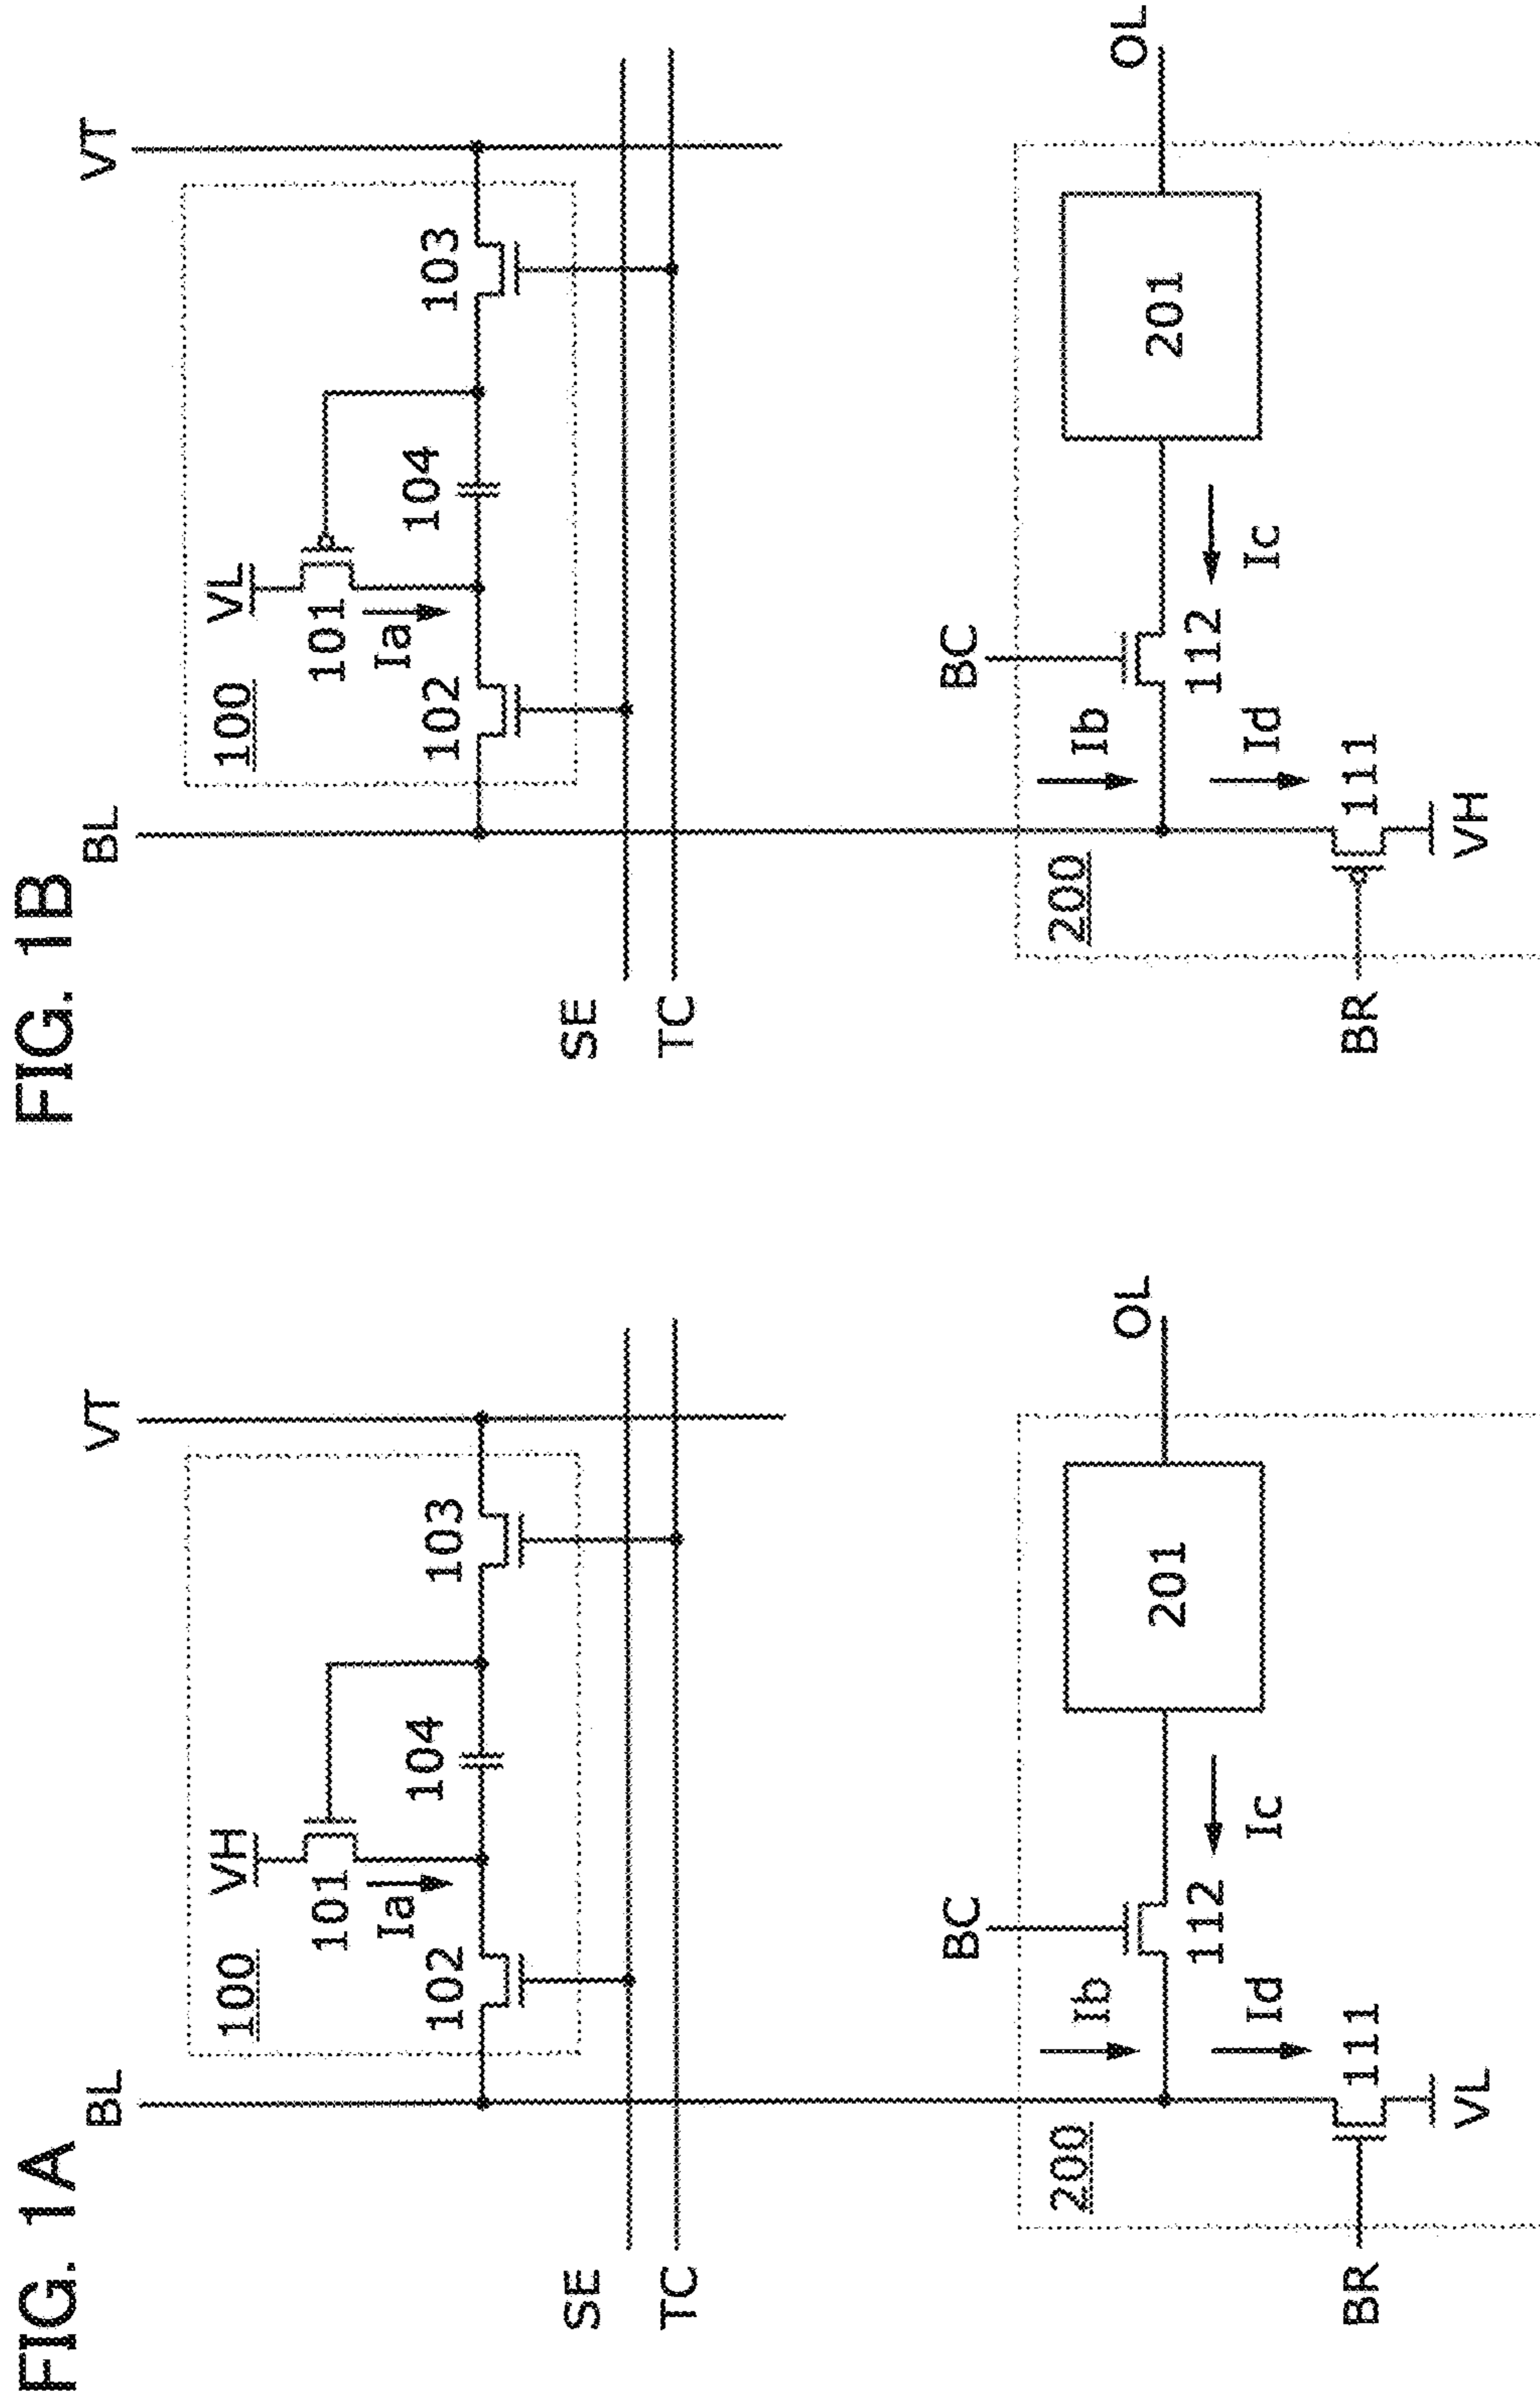 FIG. 1A
BL
VT
100
VH
101
Ia
102
104
103
SE
TC
200
BC
Ib
Ic
Id
112
201
OL
BR
111
VL
FIG. 1B
BL
VT
100
VL
101
Ia
102
104
103
SE
TC
200
BC
Ib
Ic
Id
112
201
OL
BR
111
VH